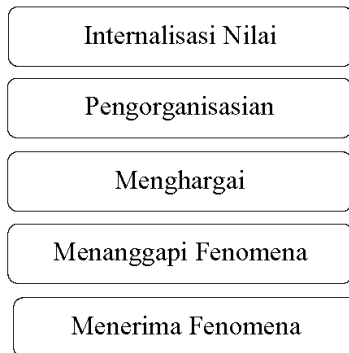 Internalisasi Nilai
Pengorganisasian
Menghargai
Menanggapi Fenomena
Menerima Fenomena